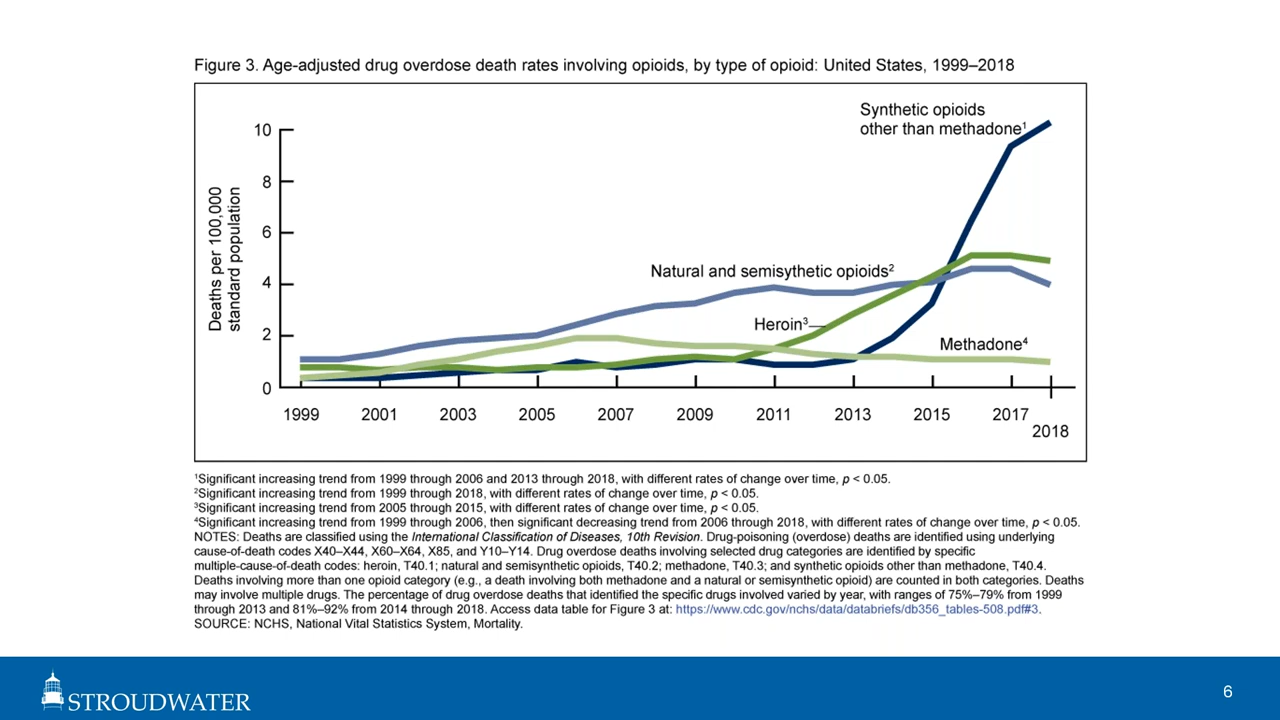 Figure 3. Age-adjusted drug overdose death rates involving opioids, by type of opioid: United States, 1999–2018
Synthetic opioids
other than methadone¹
10
8
6
4
2
0
Deaths per 100,000
standard population
Natural and semisythetic opioids²
Heroin³
Methadone⁴
1999 2001 2003 2005 2007 2009 2011 2013 2015 2017
2018
¹Significant increasing trend from 1999 through 2006 and 2013 through 2018, with different rates of change over time, p < 0.05.
²Significant increasing trend from 1999 through 2018, with different rates of change over time, p < 0.05.
³Significant increasing trend from 2005 through 2015, with different rates of change over time, p < 0.05.
⁴Significant increasing trend from 1999 through 2006, then significant decreasing trend from 2006 through 2018, with different rates of change over time, p < 0.05.
NOTES: Deaths are classified using the International Classification of Diseases, 10th Revision. Drug-poisoning (overdose) deaths are identified using underlying
cause-of-death codes X40–X44, X60–X64, X85, and Y10–Y14. Drug overdose deaths involving selected drug categories are identified by specific
multiple-cause-of-death codes: heroin, T40.1; natural and semisynthetic opioids, T40.2; methadone, T40.3; and synthetic opioids other than methadone, T40.4.
Deaths involving more than one opioid category (e.g., a death involving both methadone and a natural or semisynthetic opioid) are counted in both categories. Deaths
may involve multiple drugs. The percentage of drug overdose deaths that identified the specific drugs involved varied by year, with ranges of 75%–79% from 1999
through 2013 and 81%–92% from 2014 through 2018. Access data table for Figure 3 at: https://www.cdc.gov/nchs/data/databriefs/db356_tables-508.pdf#3.
SOURCE: NCHS, National Vital Statistics System, Mortality.
STROUDWATER
6